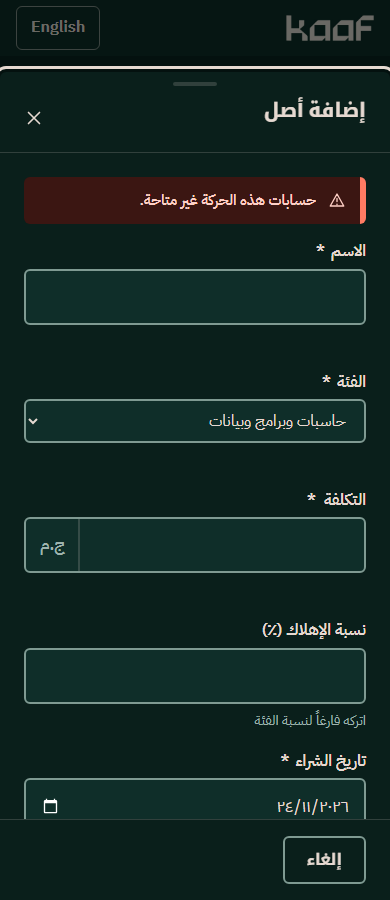 kaaf
English
إضافة أصل
حسابات هذه الحركة غير متاحة.
الاسم *
الفئة *
حاسبات وبرامج وبيانات
التكلفة *
ج.م
نسبة الإهلاك (٪)
اتركه فارغاً لنسبة الفئة
تاريخ الشراء *
٢٤/١١/٢٠٢٦
إلغاء